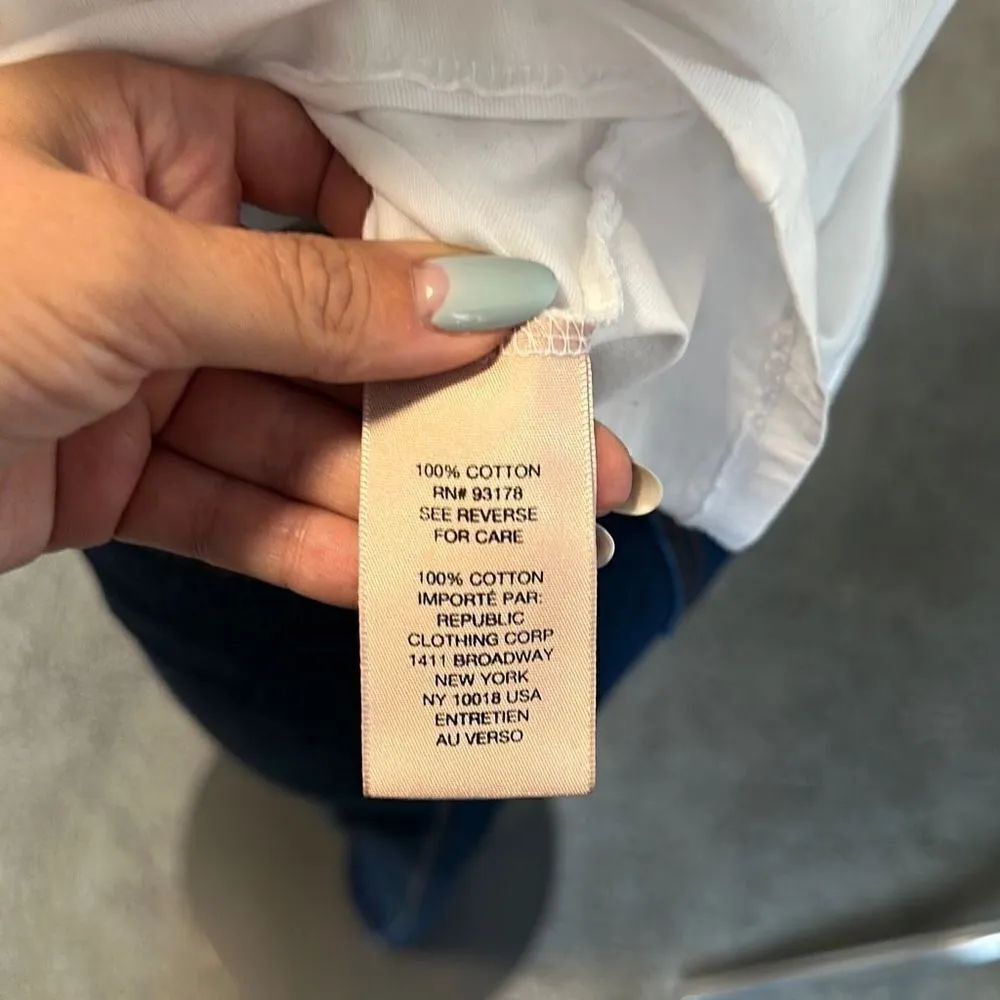 100% COTTON
RN# 93178
SEE REVERSE
FOR CARE
100% COTTON
IMPORTÉ PAR:
REPUBLIC
CLOTHING CORP
1411 BROADWAY
NEW YORK
NY 10018 USA
ENTRETIEN
AU VERSO